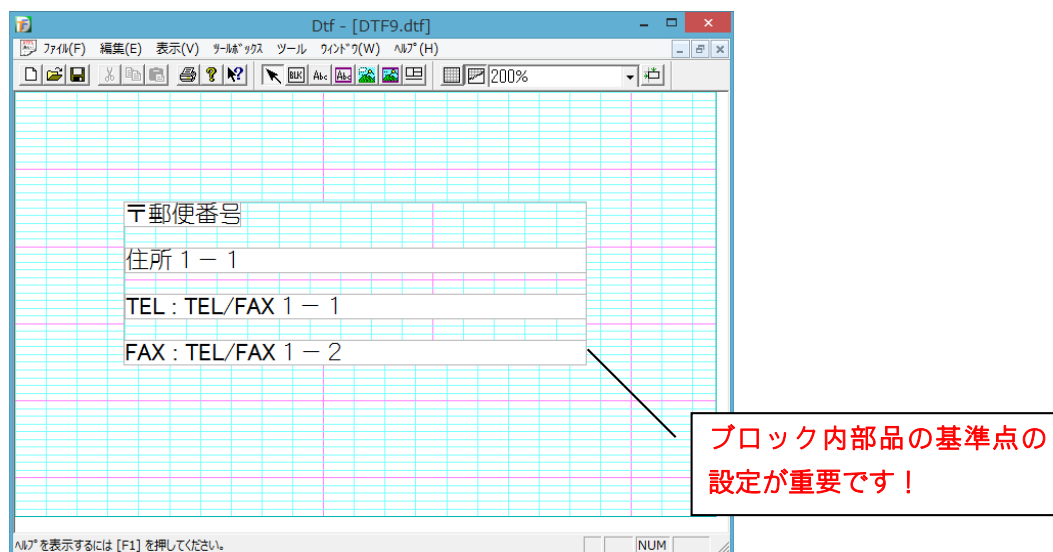 Dtf - [DTF9.dtf]
ﾌｧｲﾙ(F) 編集(E) 表示(V) ﾂｰﾙﾎﾞｯｸｽ ツール ｳｨﾝﾄﾞｳ(W) ﾍﾙﾌﾟ(H)
BLK Abc Abc 200%
〒郵便番号
住所１－１
TEL : TEL/FAX１－１
FAX : TEL/FAX１－２
ブロック内部品の基準点の
設定が重要です！
ﾍﾙﾌﾟを表示するには [F1] を押してください。 NUM